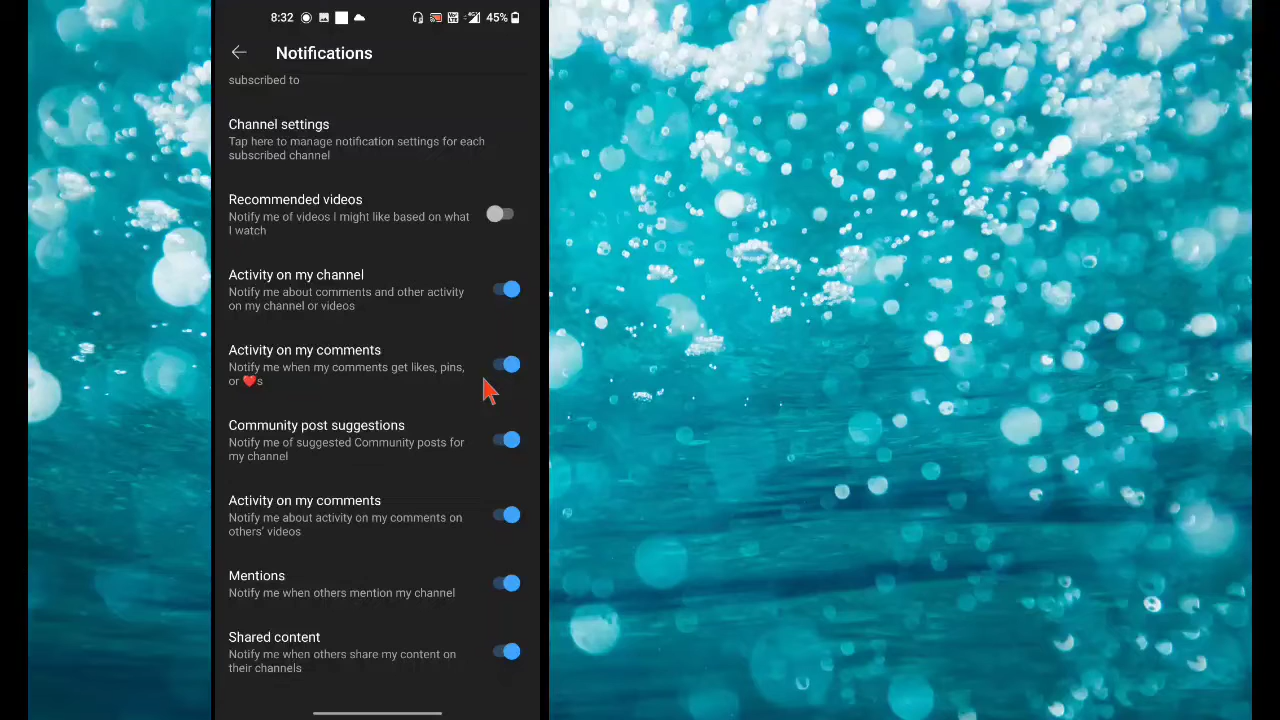 8:32
45%
Notifications
subscribed to
Channel settings
Tap here to manage notification settings for each
subscribed channel
Recommended videos
Notify me of videos I might like based on what
I watch
Activity on my channel
Notify me about comments and other activity
on my channel or videos
Activity on my comments
Notify me when my comments get likes, pins,
or ❤️s
Community post suggestions
Notify me of suggested Community posts for
my channel
Activity on my comments
Notify me about activity on my comments on
others' videos
Mentions
Notify me when others mention my channel
Shared content
Notify me when others share my content on
their channels